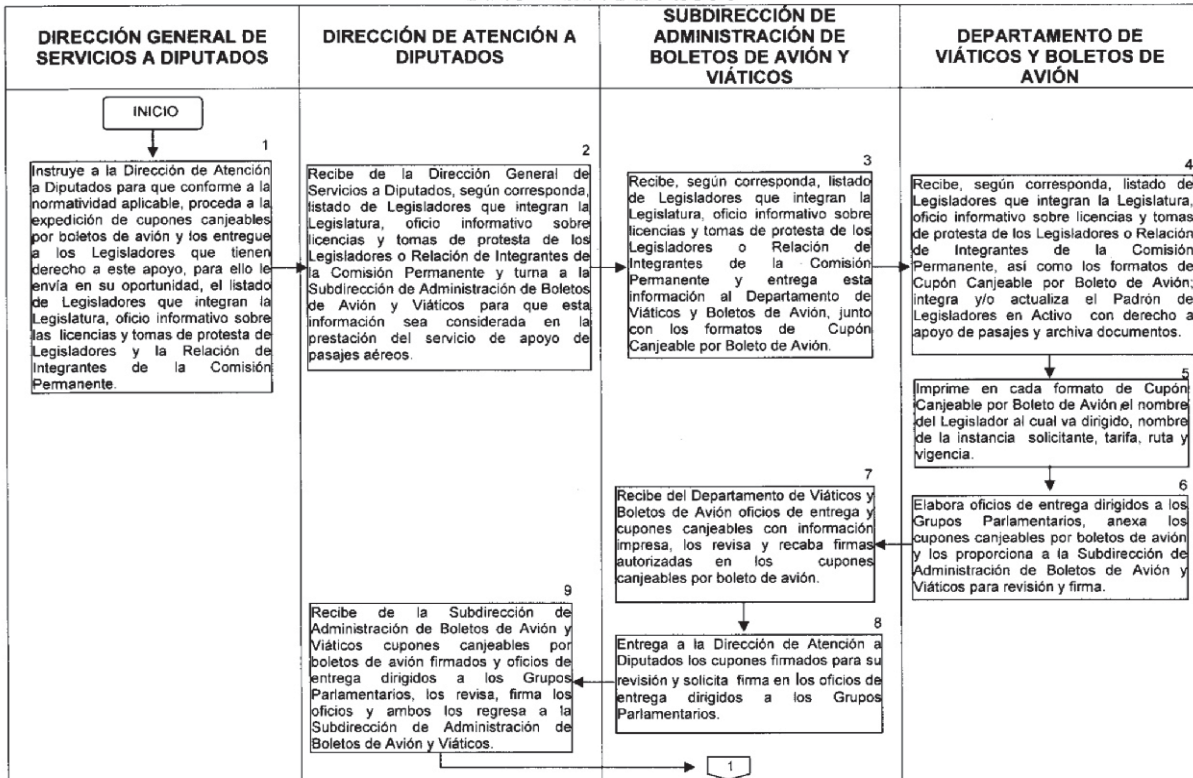 DIRECCIÓN GENERAL DE
SERVICIOS A DIPUTADOS
DIRECCIÓN DE ATENCIÓN A
DIPUTADOS
SUBDIRECCIÓN DE
ADMINISTRACIÓN DE
BOLETOS DE AVIÓN Y
VIÁTICOS
DEPARTAMENTO DE
VIÁTICOS Y BOLETOS DE
AVIÓN
INICIO
1
Instruye a la Dirección de Atención
a Diputados para que conforme a la
normatividad aplicable, proceda a la
expedición de cupones canjeables
por boletos de avión y los entregue
a los Legisladores que tienen
derecho a este apoyo, para ello le
envía en su oportunidad, el listado
de Legisladores que integran la
Legislatura, oficio informativo sobre
las licencias y tomas de protesta de
Legisladores y la Relación de
Integrantes de la Comisión
Permanente.
2
Recibe de la Dirección General de
Servicios a Diputados, según corresponda,
listado de Legisladores que integran la
Legislatura, oficio informativo sobre
licencias y tomas de protesta de los
Legisladores o Relación de Integrantes de
la Comisión Permanente y turna a la
Subdirección de Administración de Boletos
de Avión y Viáticos para que esta
información sea considerada en la
prestación del servicio de apoyo de
pasajes aéreos.
3
Recibe, según corresponda, listado
de Legisladores que integran la
Legislatura, oficio informativo sobre
licencias y tomas de protesta de los
Legisladores o Relación de
Integrantes de la Comisión
Permanente y entrega esta
información al Departamento de
Viáticos y Boletos de Avión, junto
con los formatos de Cupón
Canjeable por Boleto de Avión.
4
Recibe, según corresponda, listado de
Legisladores que integran la Legislatura,
oficio informativo sobre licencias y tomas
de protesta de los Legisladores o Relación
de Integrantes de la Comisión
Permanente, así como los formatos de
Cupón Canjeable por Boleto de Avión;
integra y/o actualiza el Padrón de
Legisladores en Activo con derecho a
apoyo de pasajes y archiva documentos.
5
Imprime en cada formato de Cupón
Canjeable por Boleto de Avión el nombre
del Legislador al cual va dirigido, nombre
de la instancia solicitante, tarifa, ruta y
vigencia.
6
Elabora oficios de entrega dirigidos a los
Grupos Parlamentarios, anexa los
cupones canjeables por boletos de avión
y los proporciona a la Subdirección de
Administración de Boletos de Avión y
Viáticos para revisión y firma.
7
Recibe del Departamento de Viáticos y
Boletos de Avión oficios de entrega y
cupones canjeables con información
impresa, los revisa y recaba firmas
autorizadas en los cupones
canjeables por boleto de avión.
8
Entrega a la Dirección de Atención a
Diputados los cupones firmados para su
revisión y solicita firma en los oficios de
entrega dirigidos a los Grupos
Parlamentarios.
9
Recibe de la Subdirección de
Administración de Boletos de Avión y
Viáticos cupones canjeables por
boletos de avión firmados y oficios de
entrega dirigidos a los Grupos
Parlamentarios, los revisa, firma los
oficios y ambos los regresa a la
Subdirección de Administración de
Boletos de Avión y Viáticos.
1